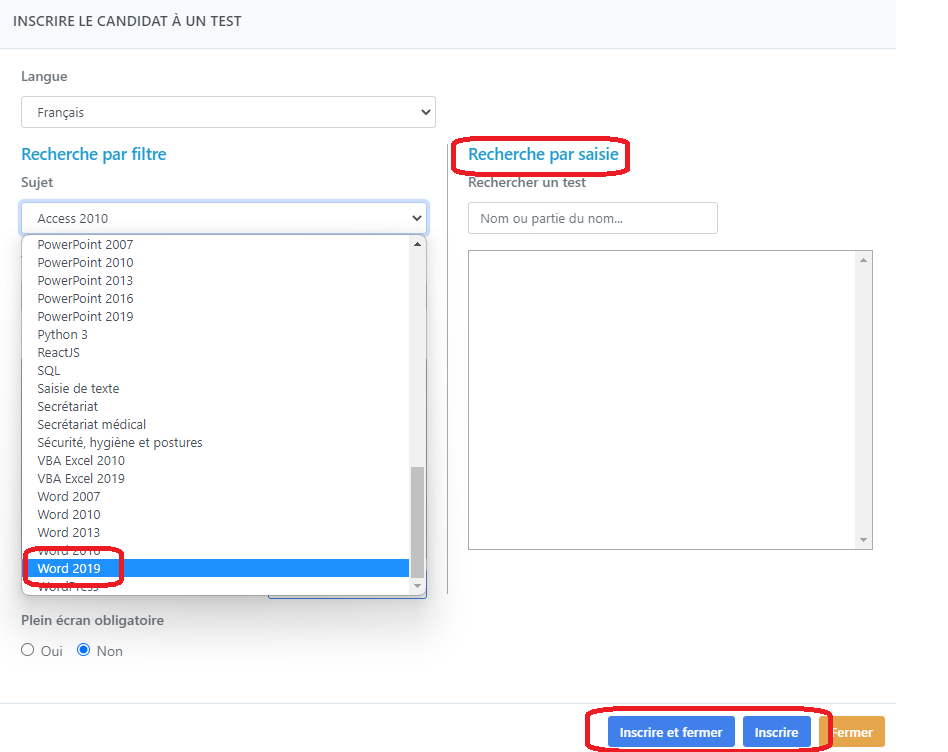 INSCRIRE LE CANDIDAT À UN TEST
Langue
Français
Recherche par filtre
Sujet
Access 2010
PowerPoint 2007
PowerPoint 2010
PowerPoint 2013
PowerPoint 2016
PowerPoint 2019
Python 3
ReactJS
SQL
Saisie de texte
Secrétariat
Secrétariat médical
Sécurité, hygiène et postures
VBA Excel 2010
VBA Excel 2019
Word 2007
Word 2010
Word 2013
Word 2016
Word 2019
WordPress
Plein écran obligatoire
Oui Non
Recherche par saisie
Rechercher un test
Nom ou partie du nom...
Inscrire et fermer Inscrire Fermer